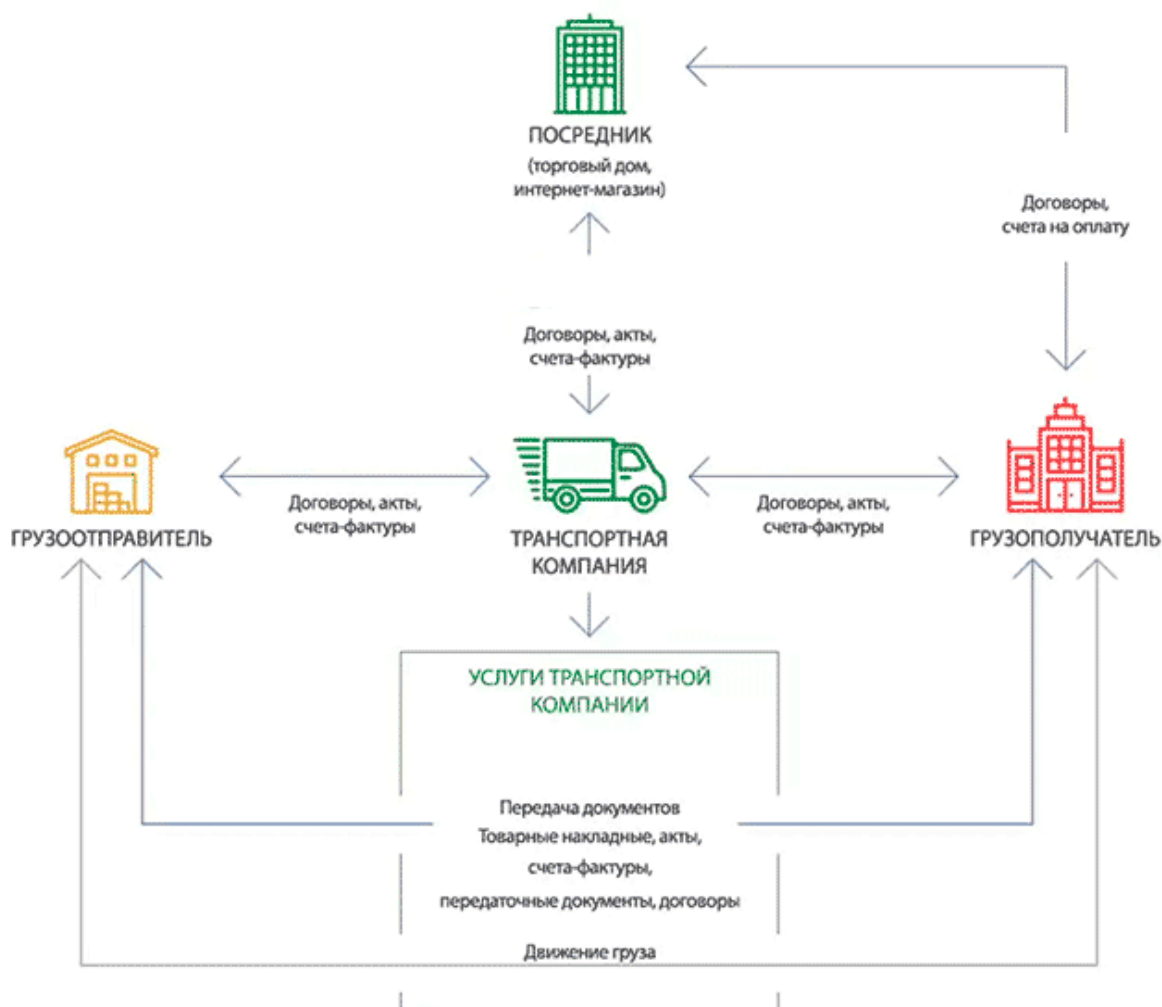 ПОСРЕДНИК
(торговый дом,
интернет-магазин)
Договоры,
счета на оплату
Договоры, акты,
счета-фактуры
Договоры, акты,
счета-фактуры
Договоры, акты,
счета-фактуры
ГРУЗООТПРАВИТЕЛЬ
ТРАНСПОРТНАЯ
КОМПАНИЯ
ГРУЗОПОЛУЧАТЕЛЬ
УСЛУГИ ТРАНСПОРТНОЙ
КОМПАНИИ
Передача документов
Товарные накладные, акты,
счета-фактуры,
передаточные документы, договоры
Движение груза